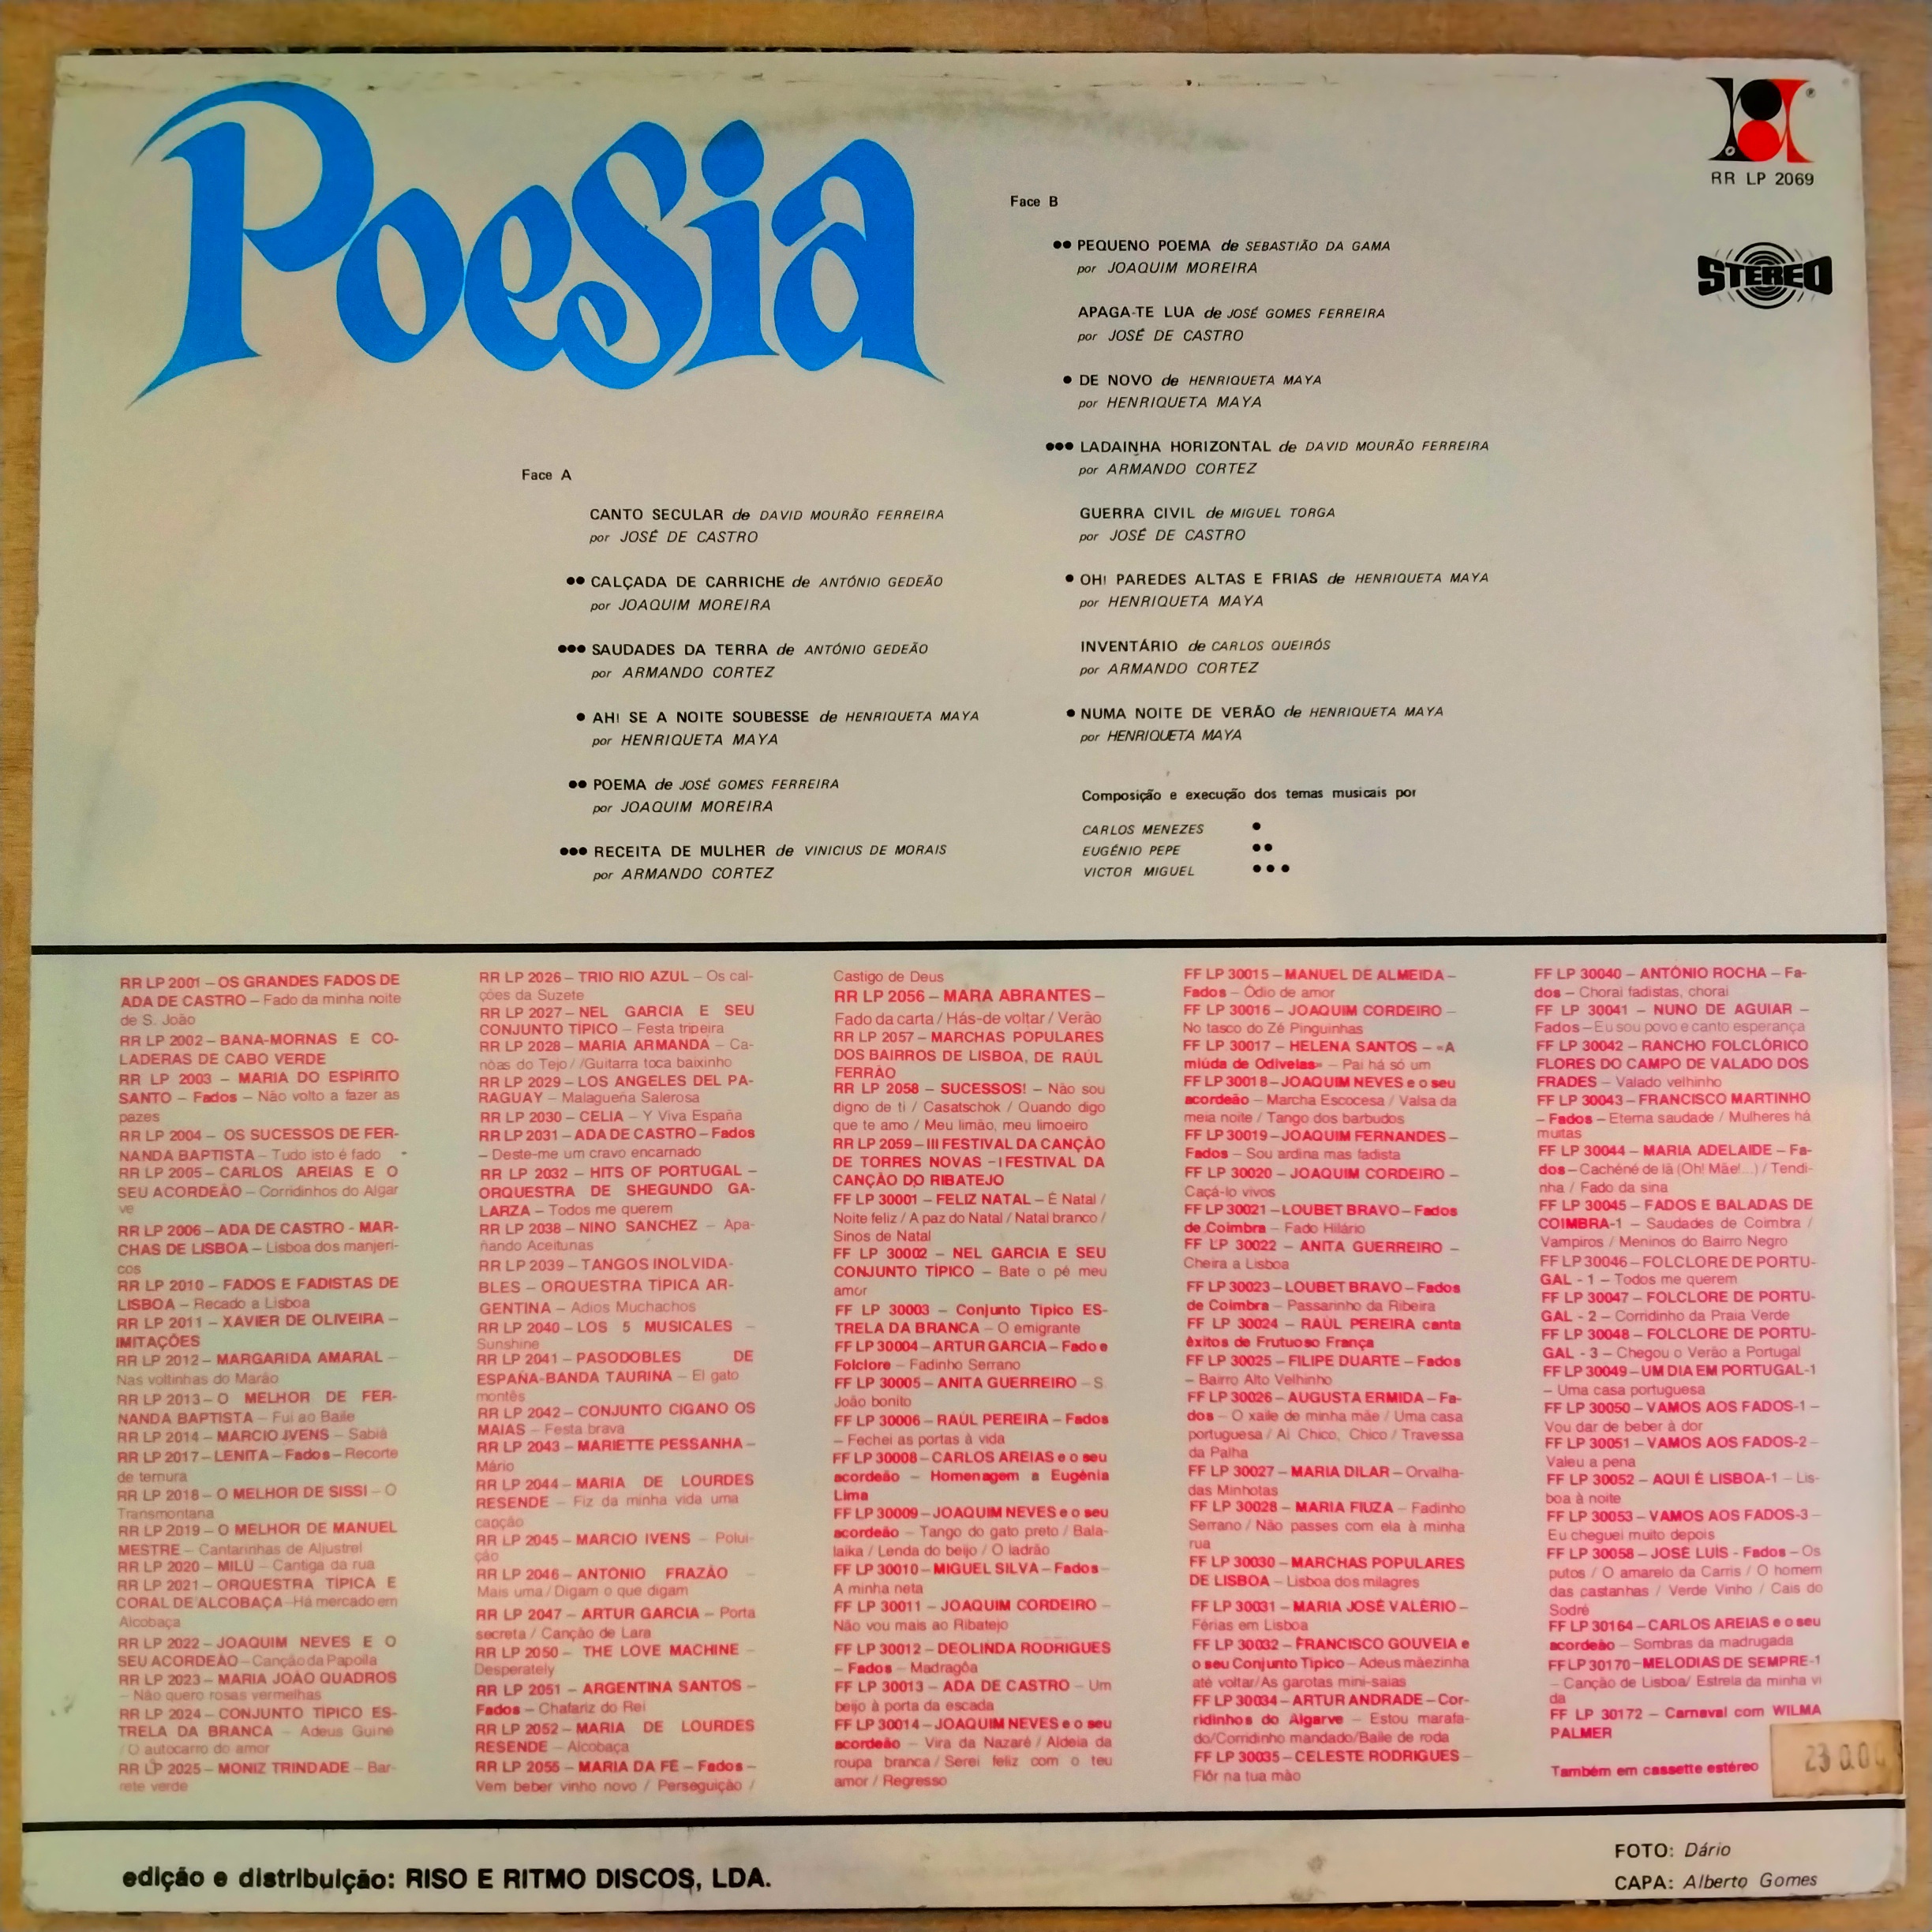 Poesia
RR LP 2069
STEREO
Face A
CANTO SECULAR de DAVID MOURÃO FERREIRA
por JOSÉ DE CASTRO
•• CALÇADA DE CARRICHE de ANTÓNIO GEDEÃO
por JOAQUIM MOREIRA
••• SAUDADES DA TERRA de ANTÓNIO GEDEÃO
por ARMANDO CORTEZ
• AH! SE A NOITE SOUBESSE de HENRIQUETA MAYA
por HENRIQUETA MAYA
•• POEMA de JOSÉ GOMES FERREIRA
por JOAQUIM MOREIRA
••• RECEITA DE MULHER de VINICIUS DE MORAIS
por ARMANDO CORTEZ
Face B
•• PEQUENO POEMA de SEBASTIÃO DA GAMA
por JOAQUIM MOREIRA
APAGA-TE LUA de JOSÉ GOMES FERREIRA
por JOSÉ DE CASTRO
• DE NOVO de HENRIQUETA MAYA
por HENRIQUETA MAYA
••• LADAINHA HORIZONTAL de DAVID MOURÃO FERREIRA
por ARMANDO CORTEZ
GUERRA CIVIL de MIGUEL TORGA
por JOSÉ DE CASTRO
• OH! PAREDES ALTAS E FRIAS de HENRIQUETA MAYA
por HENRIQUETA MAYA
INVENTÁRIO de CARLOS QUEIRÓS
por ARMANDO CORTEZ
• NUMA NOITE DE VERÃO de HENRIQUETA MAYA
por HENRIQUETA MAYA
Composição e execução dos temas musicais por
CARLOS MENEZES •
EUGÉNIO PEPE ••
VICTOR MIGUEL •••
RR LP 2001 – OS GRANDES FADOS DE
ADA DE CASTRO – Fado da minha noite
de S. João
RR LP 2002 – BANA-MORNAS E CO-
LADERAS DE CABO VERDE
RR LP 2003 – MARIA DO ESPÍRITO
SANTO – Fados – Não volto a fazer as
pazes
RR LP 2004 – OS SUCESSOS DE FER-
NANDA BAPTISTA – Tudo isto é fado
RR LP 2005 – CARLOS AREIAS E O
SEU ACORDEÃO – Corridinhos do Algar
ve
RR LP 2006 – ADA DE CASTRO - MAR-
CHAS DE LISBOA – Lisboa dos manjeri-
cos
RR LP 2010 – FADOS E FADISTAS DE
LISBOA – Recado a Lisboa
RR LP 2011 – XAVIER DE OLIVEIRA –
IMITAÇÕES
RR LP 2012 – MARGARIDA AMARAL –
Nas voltinhas do Marão
RR LP 2013 – O MELHOR DE FER-
NANDA BAPTISTA – Fui ao Baile
RR LP 2014 – MARCIO IVENS – Sabiá
RR LP 2017 – LENITA – Fados – Recorte
de ternura
RR LP 2018 – O MELHOR DE SISSI – O
Transmontana
RR LP 2019 – O MELHOR DE MANUEL
MESTRE – Cantarinhas de Aljustrel
RR LP 2020 – MILÚ – Cantiga da rua
RR LP 2021 – ORQUESTRA TÍPICA E
CORAL DE ALCOBAÇA – Há mercado em
Alcobaça
RR LP 2022 – JOAQUIM NEVES E O
SEU ACORDEÃO – Canção da Papoila
RR LP 2023 – MARIA JOÃO QUADROS
– Não quero rosas vermelhas
RR LP 2024 – CONJUNTO TÍPICO ES-
TRELA DA BRANCA – Adeus Guiné
/ O autocarro do amor
RR LP 2025 – MONIZ TRINDADE – Bar-
rete verde
RR LP 2026 – TRIO RIO AZUL – Os cal-
ções da Suzete
RR LP 2027 – NEL GARCIA E SEU
CONJUNTO TÍPICO – Festa tripeira
RR LP 2028 – MARIA ARMANDA – Ca-
nôas do Tejo / /Guitarra toca baixinho
RR LP 2029 – LOS ANGELES DEL PA-
RAGUAY – Malagueña Salerosa
RR LP 2030 – CELIA – Y Viva España
RR LP 2031 – ADA DE CASTRO – Fados
– Deste-me um cravo encarnado
RR LP 2032 – HITS OF PORTUGAL –
ORQUESTRA DE SHEGUNDO GA-
LARZA – Todos me querem
RR LP 2038 – NINO SANCHEZ – Apa-
ñando Aceitunas
RR LP 2039 – TANGOS INOLVIDA-
BLES – ORQUESTRA TÍPICA AR-
GENTINA – Adios Muchachos
RR LP 2040 – LOS 5 MUSICALES –
Sunshine
RR LP 2041 – PASODOBLES DE
ESPAÑA-BANDA TAURINA – El gato
montês
RR LP 2042 – CONJUNTO CIGANO OS
MAIAS – Festa brava
RR LP 2043 – MARIETTE PESSANHA –
Mário
RR LP 2044 – MARIA DE LOURDES
RESENDE – Fiz da minha vida uma
canção
RR LP 2045 – MARCIO IVENS – Polui-
ção
RR LP 2046 – ANTÓNIO FRAZÃO –
Mais uma / Digam o que digam
RR LP 2047 – ARTUR GARCIA – Porta
secreta / Canção de Lara
RR LP 2050 – THE LOVE MACHINE –
Desperately
RR LP 2051 – ARGENTINA SANTOS –
Fados – Chafariz do Rei
RR LP 2052 – MARIA DE LOURDES
RESENDE – Alcobaça
RR LP 2055 – MARIA DA FÉ – Fados –
Vem beber vinho novo / Perseguição /
Castigo de Deus
RR LP 2056 – MARA ABRANTES –
Fado da carta / Hás-de voltar / Verão
RR LP 2057 – MARCHAS POPULARES
DOS BAIRROS DE LISBOA, DE RAÚL
FERRÃO
RR LP 2058 – SUCESSOS! – Não sou
digno de ti / Casatschok / Quando digo
que te amo / Meu limão, meu limoeiro
RR LP 2059 – III FESTIVAL DA CANÇÃO
DE TORRES NOVAS – I FESTIVAL DA
CANÇÃO DO RIBATEJO
FF LP 30001 – FELIZ NATAL – É Natal /
Noite feliz / A paz do Natal / Natal branco /
Sinos de Natal
FF LP 30002 – NEL GARCIA E SEU
CONJUNTO TÍPICO – Bate o pé meu
amor
FF LP 30003 – Conjunto Típico ES-
TRELA DA BRANCA – O emigrante
FF LP 30004 – ARTUR GARCIA – Fado e
Folclore – Fadinho Serrano
FF LP 30005 – ANITA GUERREIRO – S.
João bonito
FF LP 30006 – RAÚL PEREIRA – Fados
– Fechei as portas à vida
FF LP 30008 – CARLOS AREIAS e o seu
acordeão – Homenagem a Eugénia
Lima
FF LP 30009 – JOAQUIM NEVES e o seu
acordeão – Tango do gato preto / Bala-
laika / Lenda do beijo / O ladrão
FF LP 30010 – MIGUEL SILVA – Fados –
A minha neta
FF LP 30011 – JOAQUIM CORDEIRO –
Não vou mais ao Ribatejo
FF LP 30012 – DEOLINDA RODRIGUES
– Fados – Madragôa
FF LP 30013 – ADA DE CASTRO – Um
beijo à porta da escada
FF LP 30014 – JOAQUIM NEVES e o seu
acordeão – Vira da Nazaré / Aldeia da
roupa branca / Serei feliz com o teu
amor / Regresso
FF LP 30015 – MANUEL DE ALMEIDA –
Fados – Ódio de amor
FF LP 30016 – JOAQUIM CORDEIRO –
No tasco do Zé Pinguinhas
FF LP 30017 – HELENA SANTOS – «A
miúda de Odivelas» – Pai há só um
FF LP 30018 – JOAQUIM NEVES e o seu
acordeão – Marcha Escocesa / Valsa da
meia noite / Tango dos barbudos
FF LP 30019 – JOAQUIM FERNANDES –
Fados – Sou ardina mas fadista
FF LP 30020 – JOAQUIM CORDEIRO –
Caçá-lo vivos
FF LP 30021 – LOUBET BRAVO – Fados
de Coimbra – Fado Hilário
FF LP 30022 – ANITA GUERREIRO –
Cheira a Lisboa
FF LP 30023 – LOUBET BRAVO – Fados
de Coimbra – Passarinho da Ribeira
FF LP 30024 – RAÚL PEREIRA canta
êxitos de Frutuoso França
FF LP 30025 – FILIPE DUARTE – Fados
– Bairro Alto Velhinho
FF LP 30026 – AUGUSTA ERMIDA – Fa-
dos – O xaile de minha mãe / Uma casa
portuguesa / Ai Chico, Chico / Travessa
da Palha
FF LP 30027 – MARIA DILAR – Orvalha-
das Minhotas
FF LP 30028 – MARIA FIUZA – Fadinho
Serrano / Não passes com ela à minha
rua
FF LP 30030 – MARCHAS POPULARES
DE LISBOA – Lisboa dos milagres
FF LP 30031 – MARIA JOSÉ VALÉRIO –
Férias em Lisboa
FF LP 30032 – FRANCISCO GOUVEIA e
o seu Conjunto Típico – Adeus mãezinha
até voltar/As garotas mini-saias
FF LP 30034 – ARTUR ANDRADE – Cor-
ridinhos do Algarve – Estou marafa-
do/Corridinho mandado/Baile de roda
FF LP 30035 – CELESTE RODRIGUES –
Flôr na tua mão
FF LP 30040 – ANTÓNIO ROCHA – Fa-
dos – Chorai fadistas, chorai
FF LP 30041 – NUNO DE AGUIAR –
Fados – Eu sou povo e canto esperança
FF LP 30042 – RANCHO FOLCLÓRICO
FLORES DO CAMPO DE VALADO DOS
FRADES – Valado velhinho
FF LP 30043 – FRANCISCO MARTINHO
– Fados – Eterna saudade / Mulheres há
muitas
FF LP 30044 – MARIA ADELAIDE – Fa-
dos – Cachéné de lã (Oh! Mãe!...) / Tendi-
nha / Fado da sina
FF LP 30045 – FADOS E BALADAS DE
COIMBRA-1 – Saudades de Coimbra /
Vampiros / Meninos do Bairro Negro
FF LP 30046 – FOLCLORE DE PORTU-
GAL - 1 – Todos me querem
FF LP 30047 – FOLCLORE DE PORTU-
GAL - 2 – Corridinho da Praia Verde
FF LP 30048 – FOLCLORE DE PORTU-
GAL - 3 – Chegou o Verão a Portugal
FF LP 30049 – UM DIA EM PORTUGAL-1
– Uma casa portuguesa
FF LP 30050 – VAMOS AOS FADOS-1 –
Vou dar de beber à dor
FF LP 30051 – VAMOS AOS FADOS-2 –
Valeu a pena
FF LP 30052 – AQUI É LISBOA-1 – Lis-
boa à noite
FF LP 30053 – VAMOS AOS FADOS-3 –
Eu cheguei muito depois
FF LP 30058 – JOSÉ LUÍS - Fados – Os
putos / O amarelo da Carris / O homem
das castanhas / Verde Vinho / Cais do
Sodré
FF LP 30164 – CARLOS AREIAS e o seu
acordeão – Sombras da madrugada
FF LP 30170 – MELODIAS DE SEMPRE-1
– Canção de Lisboa/ Estrela da minha vi
da
FF LP 30172 – Carnaval com WILMA
PALMER
Também em cassette estéreo
edição e distribuição: RISO E RITMO DISCOS, LDA.
FOTO: Dário
CAPA: Alberto Gomes